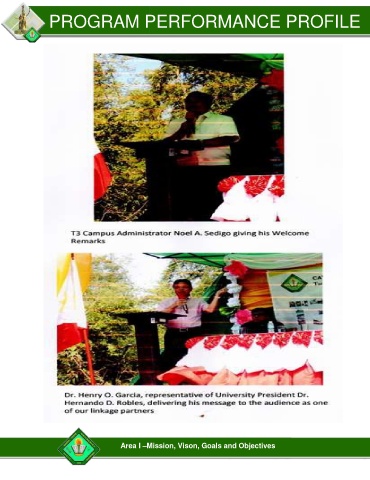 PROGRAM PERFORMANCE PROFILE
T3 Campus Administrator Noel A. Sedigo giving his Welcome
Remarks
Dr. Henry O. Garcia, representative of University President Dr.
Hernando D. Robles, delivering his message to the audience as one
of our linkage partners
Area I –Mission, Vison, Goals and Objectives